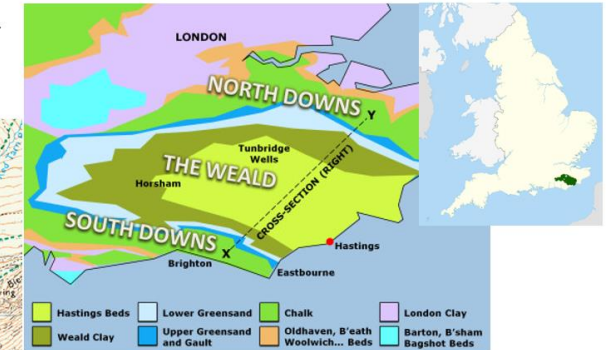 LONDON
NORTH DOWNS
Y
Tunbridge
Wells
THE WEALD
CROSS-SECTION (RIGHT)
Horsham
SOUTH DOWNS
X
Hastings
Brighton
Eastbourne
Hastings Beds
Lower Greensand
Chalk
London Clay
Weald Clay
Upper Greensand
and Gault
Oldhaven, B'eath
Woolwich... Beds
Barton, B'sham
Bagshot Beds